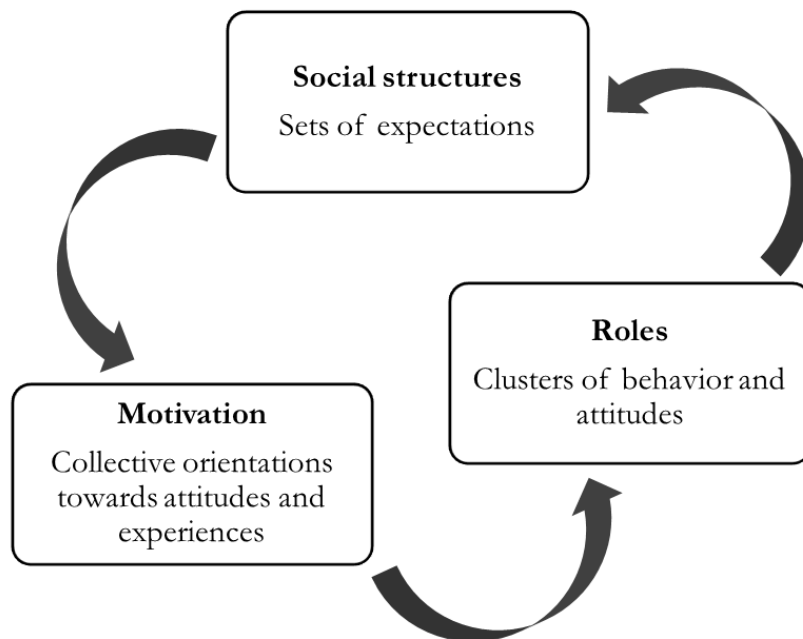 Social structures
Sets of expectations
Roles
Clusters of behavior and
attitudes
Motivation
Collective orientations
towards attitudes and
experiences